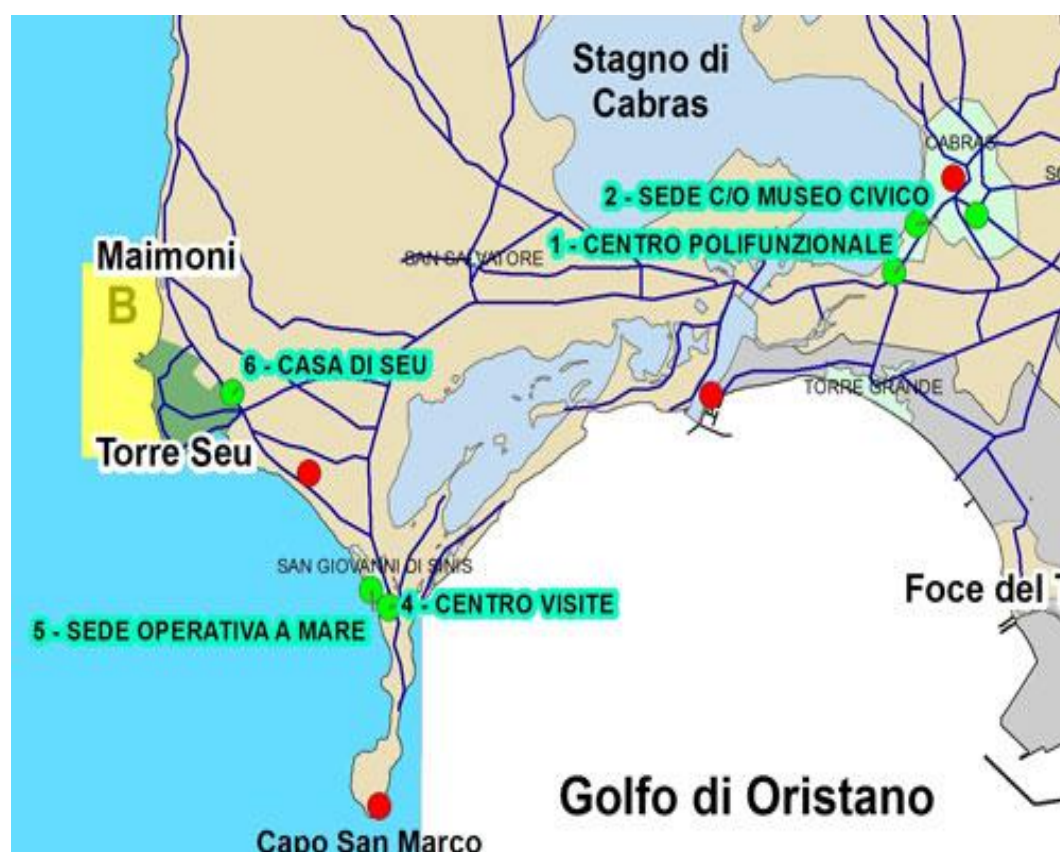 Stagno di
Cabras
CABRAS
2 - SEDE C/O MUSEO CIVICO
1 - CENTRO POLIFUNZIONALE
SAN SALVATORE
Maimoni
B
6 - CASA DI SEU
TORRE GRANDE
Torre Seu
SAN GIOVANNI DI SINIS
4 - CENTRO VISITE
5 - SEDE OPERATIVA A MARE
Foce del T
Golfo di Oristano
Capo San Marco